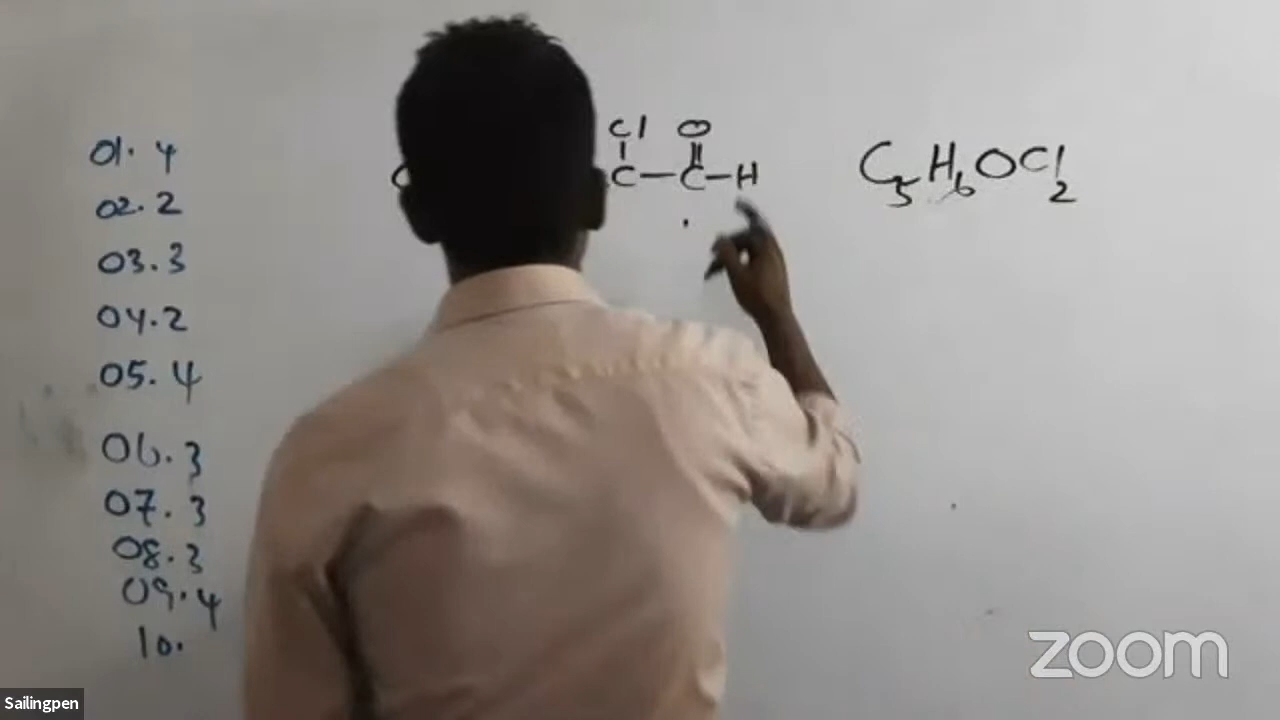 01. 4
02. 2
03. 3
04. 2
05. 4
06. 3
07. 3
08. 3
09. 4
10.
Cl O
C—C—H
C5H6OCl2
zoom
Sailingpen